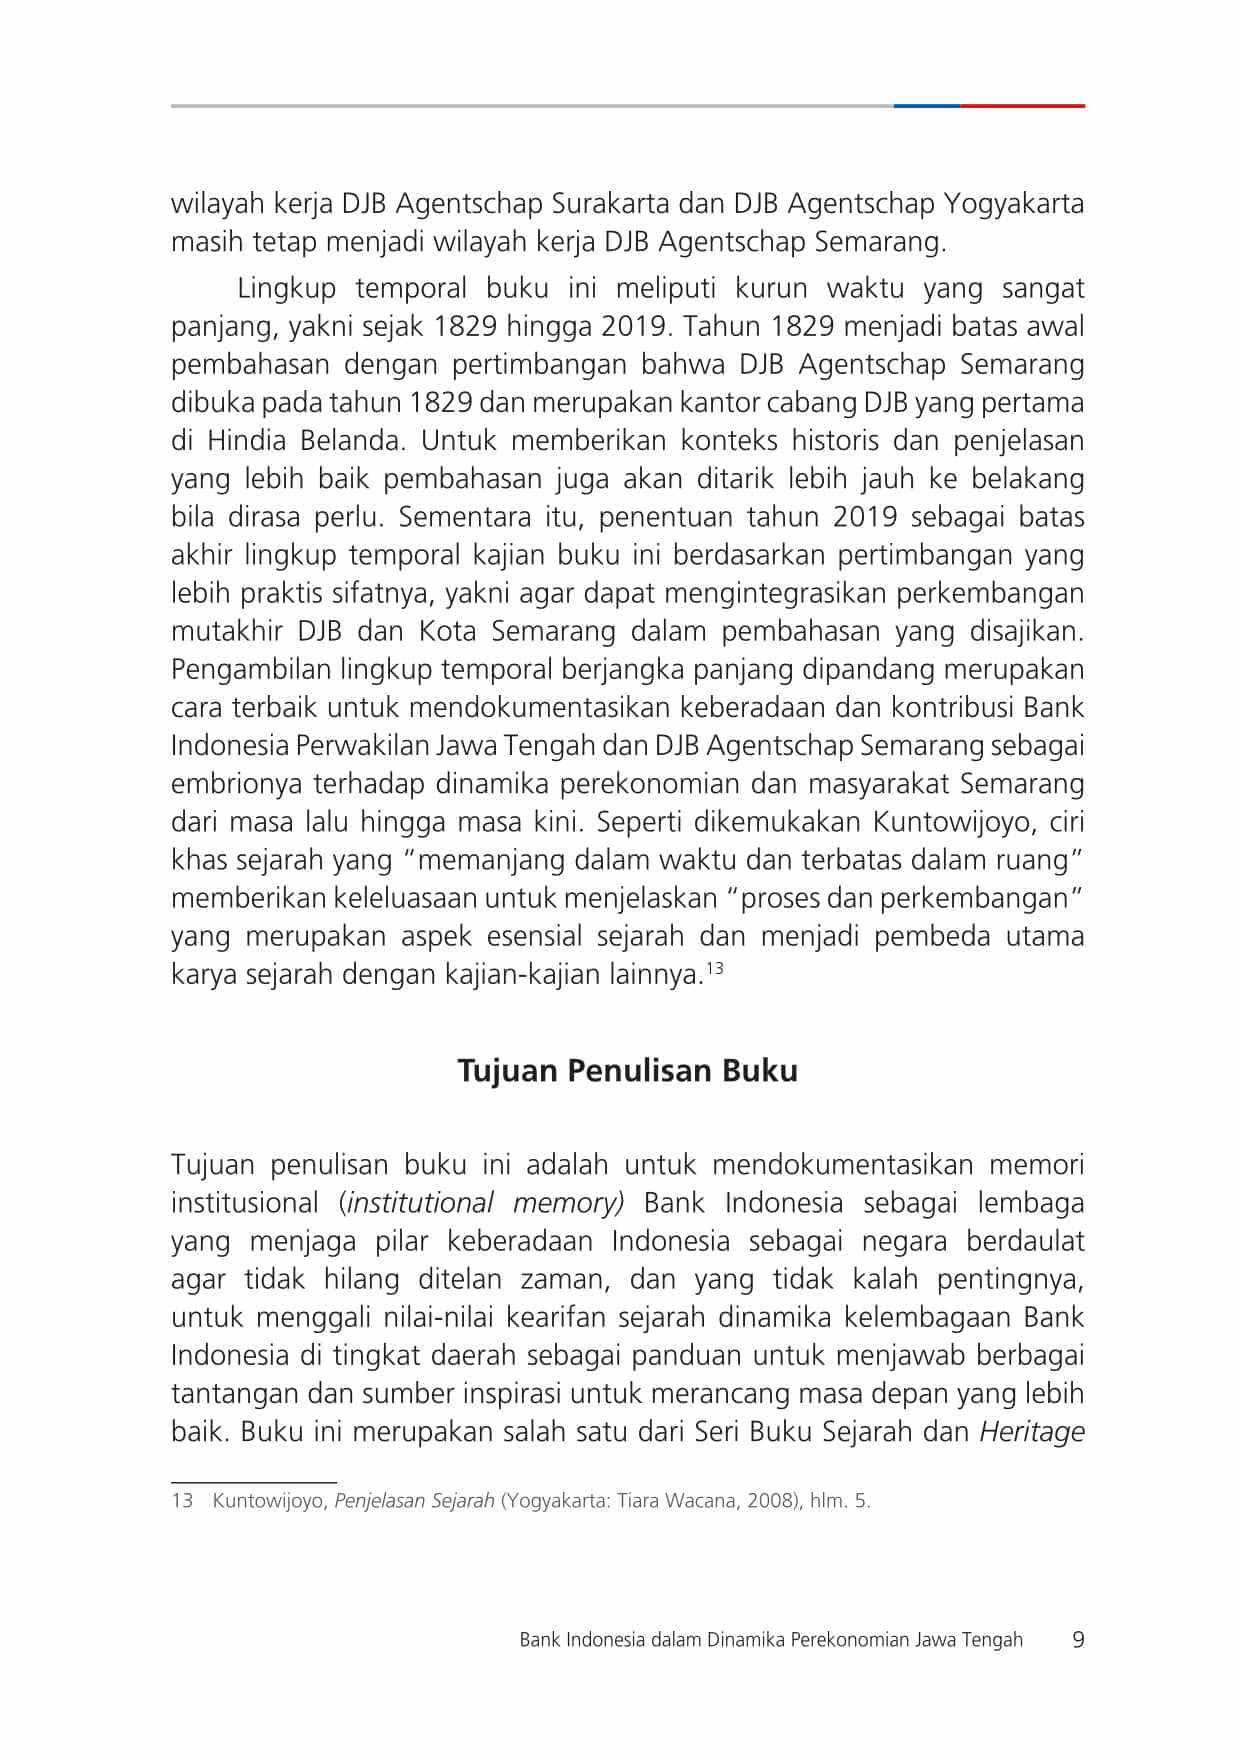 wilayah kerja DJB Agentschap Surakarta dan DJB Agentschap Yogyakarta
masih tetap menjadi wilayah kerja DJB Agentschap Semarang.
Lingkup temporal buku ini meliputi kurun waktu yang sangat
panjang, yakni sejak 1829 hingga 2019. Tahun 1829 menjadi batas awal
pembahasan dengan pertimbangan bahwa DJB Agentschap Semarang
dibuka pada tahun 1829 dan merupakan kantor cabang DJB yang pertama
di Hindia Belanda. Untuk memberikan konteks historis dan penjelasan
yang lebih baik pembahasan juga akan ditarik lebih jauh ke belakang
bila dirasa perlu. Sementara itu, penentuan tahun 2019 sebagai batas
akhir lingkup temporal kajian buku ini berdasarkan pertimbangan yang
lebih praktis sifatnya, yakni agar dapat mengintegrasikan perkembangan
mutakhir DJB dan Kota Semarang dalam pembahasan yang disajikan.
Pengambilan lingkup temporal berjangka panjang dipandang merupakan
cara terbaik untuk mendokumentasikan keberadaan dan kontribusi Bank
Indonesia Perwakilan Jawa Tengah dan DJB Agentschap Semarang sebagai
embrionya terhadap dinamika perekonomian dan masyarakat Semarang
dari masa lalu hingga masa kini. Seperti dikemukakan Kuntowijoyo, ciri
khas sejarah yang “memanjang dalam waktu dan terbatas dalam ruang”
memberikan keleluasaan untuk menjelaskan “proses dan perkembangan”
yang merupakan aspek esensial sejarah dan menjadi pembeda utama
karya sejarah dengan kajian-kajian lainnya.13
Tujuan Penulisan Buku
Tujuan penulisan buku ini adalah untuk mendokumentasikan memori
institusional (institutional memory) Bank Indonesia sebagai lembaga
yang menjaga pilar keberadaan Indonesia sebagai negara berdaulat
agar tidak hilang ditelan zaman, dan yang tidak kalah pentingnya,
untuk menggali nilai-nilai kearifan sejarah dinamika kelembagaan Bank
Indonesia di tingkat daerah sebagai panduan untuk menjawab berbagai
tantangan dan sumber inspirasi untuk merancang masa depan yang lebih
baik. Buku ini merupakan salah satu dari Seri Buku Sejarah dan Heritage
13 Kuntowijoyo, Penjelasan Sejarah (Yogyakarta: Tiara Wacana, 2008), hlm. 5.
Bank Indonesia dalam Dinamika Perekonomian Jawa Tengah 9